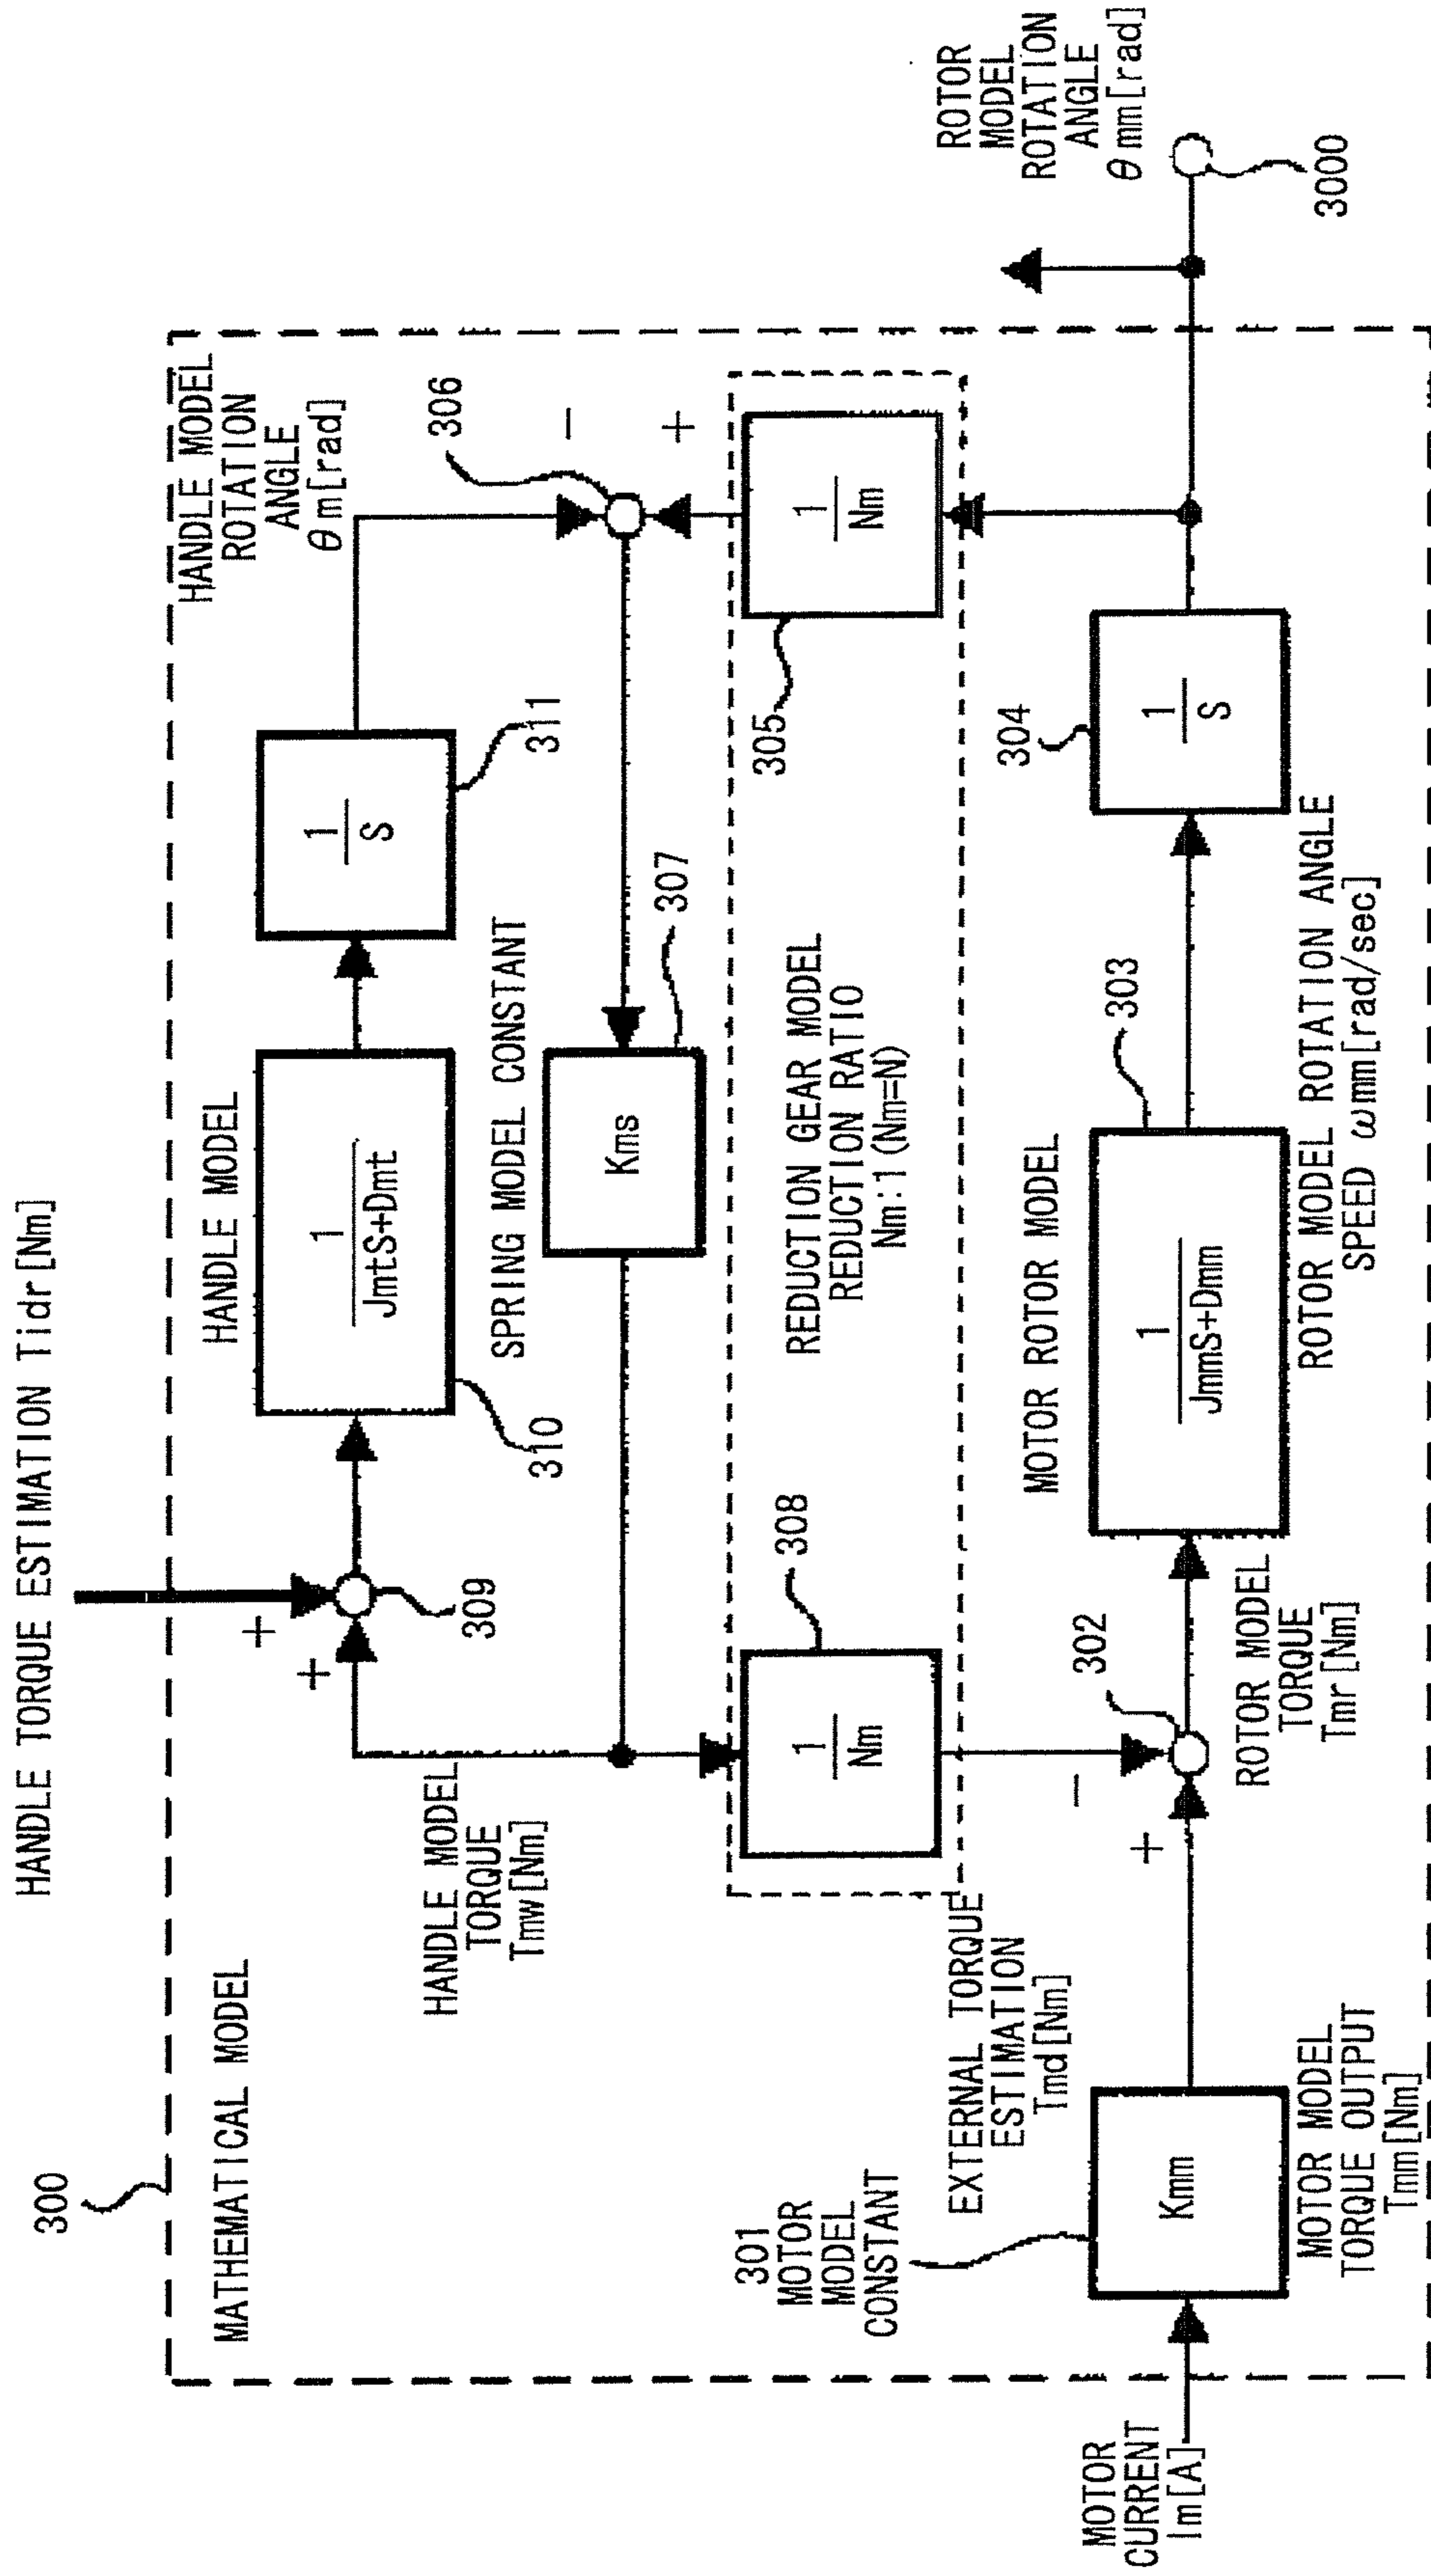 HANDLE TORQUE ESTIMATION Tidr[Nm]
300
MATHEMATICAL MODEL
+
+
309
HANDLE MODEL
1
JmtS+Dmt
310
1
S
311
HANDLE MODEL
ROTATION
ANGLE
θm[rad]
306
−
+
HANDLE MODEL
TORQUE
Tmw[Nm]
SPRING MODEL CONSTANT
Kms
307
1
Nm
308
REDUCTION GEAR MODEL
REDUCTION RATIO
Nm:1(Nm=N)
1
Nm
305
EXTERNAL TORQUE
ESTIMATION
Tmd[Nm]
301
MOTOR
MODEL
CONSTANT
MOTOR
CURRENT
Im[A]
Kmm
MOTOR MODEL
TORQUE OUTPUT
Tmm[Nm]
−
+
302
ROTOR MODEL
TORQUE
Tmr[Nm]
MOTOR ROTOR MODEL
1
JmmS+Dmm
303
ROTOR MODEL ROTATION ANGLE
SPEED ωmm[rad/sec]
304
1
S
ROTOR
MODEL
ROTATION
ANGLE
θmm[rad]
3000